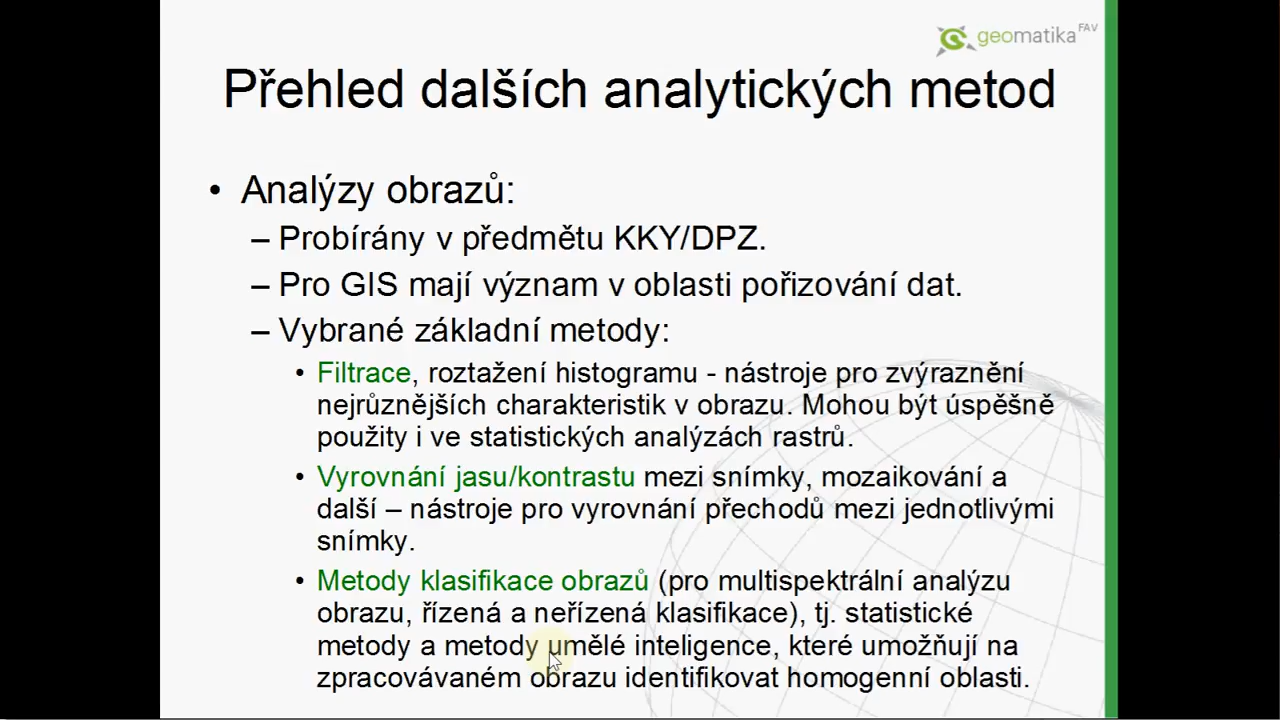 geomatika FAV
Přehled dalších analytických metod
• Analýzy obrazů:
– Probírány v předmětu KKY/DPZ.
– Pro GIS mají význam v oblasti pořizování dat.
– Vybrané základní metody:
• Filtrace, roztažení histogramu - nástroje pro zvýraznění
nejrůznějších charakteristik v obrazu. Mohou být úspěšně
použity i ve statistických analýzách rastrů.
• Vyrovnání jasu/kontrastu mezi snímky, mozaikování a
další – nástroje pro vyrovnání přechodů mezi jednotlivými
snímky.
• Metody klasifikace obrazů (pro multispektrální analýzu
obrazu, řízená a neřízená klasifikace), tj. statistické
metody a metody umělé inteligence, které umožňují na
zpracovávaném obrazu identifikovat homogenní oblasti.